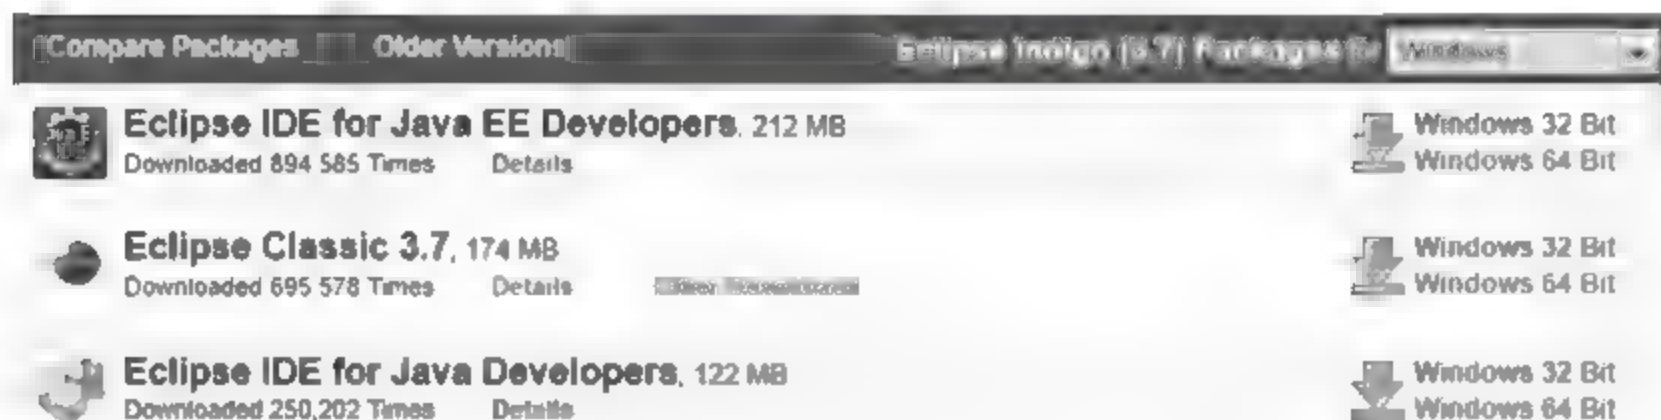 Compare Packages Older Versions Eclipse Indigo (3.7) Packages for Windows
Eclipse IDE for Java EE Developers, 212 MB Windows 32 Bit
Downloaded 894 585 Times Details Windows 64 Bit
Eclipse Classic 3.7, 174 MB Windows 32 Bit
Downloaded 695 578 Times Details Other Downloads Windows 64 Bit
Eclipse IDE for Java Developers, 122 MB Windows 32 Bit
Downloaded 250,202 Times Details Windows 64 Bit